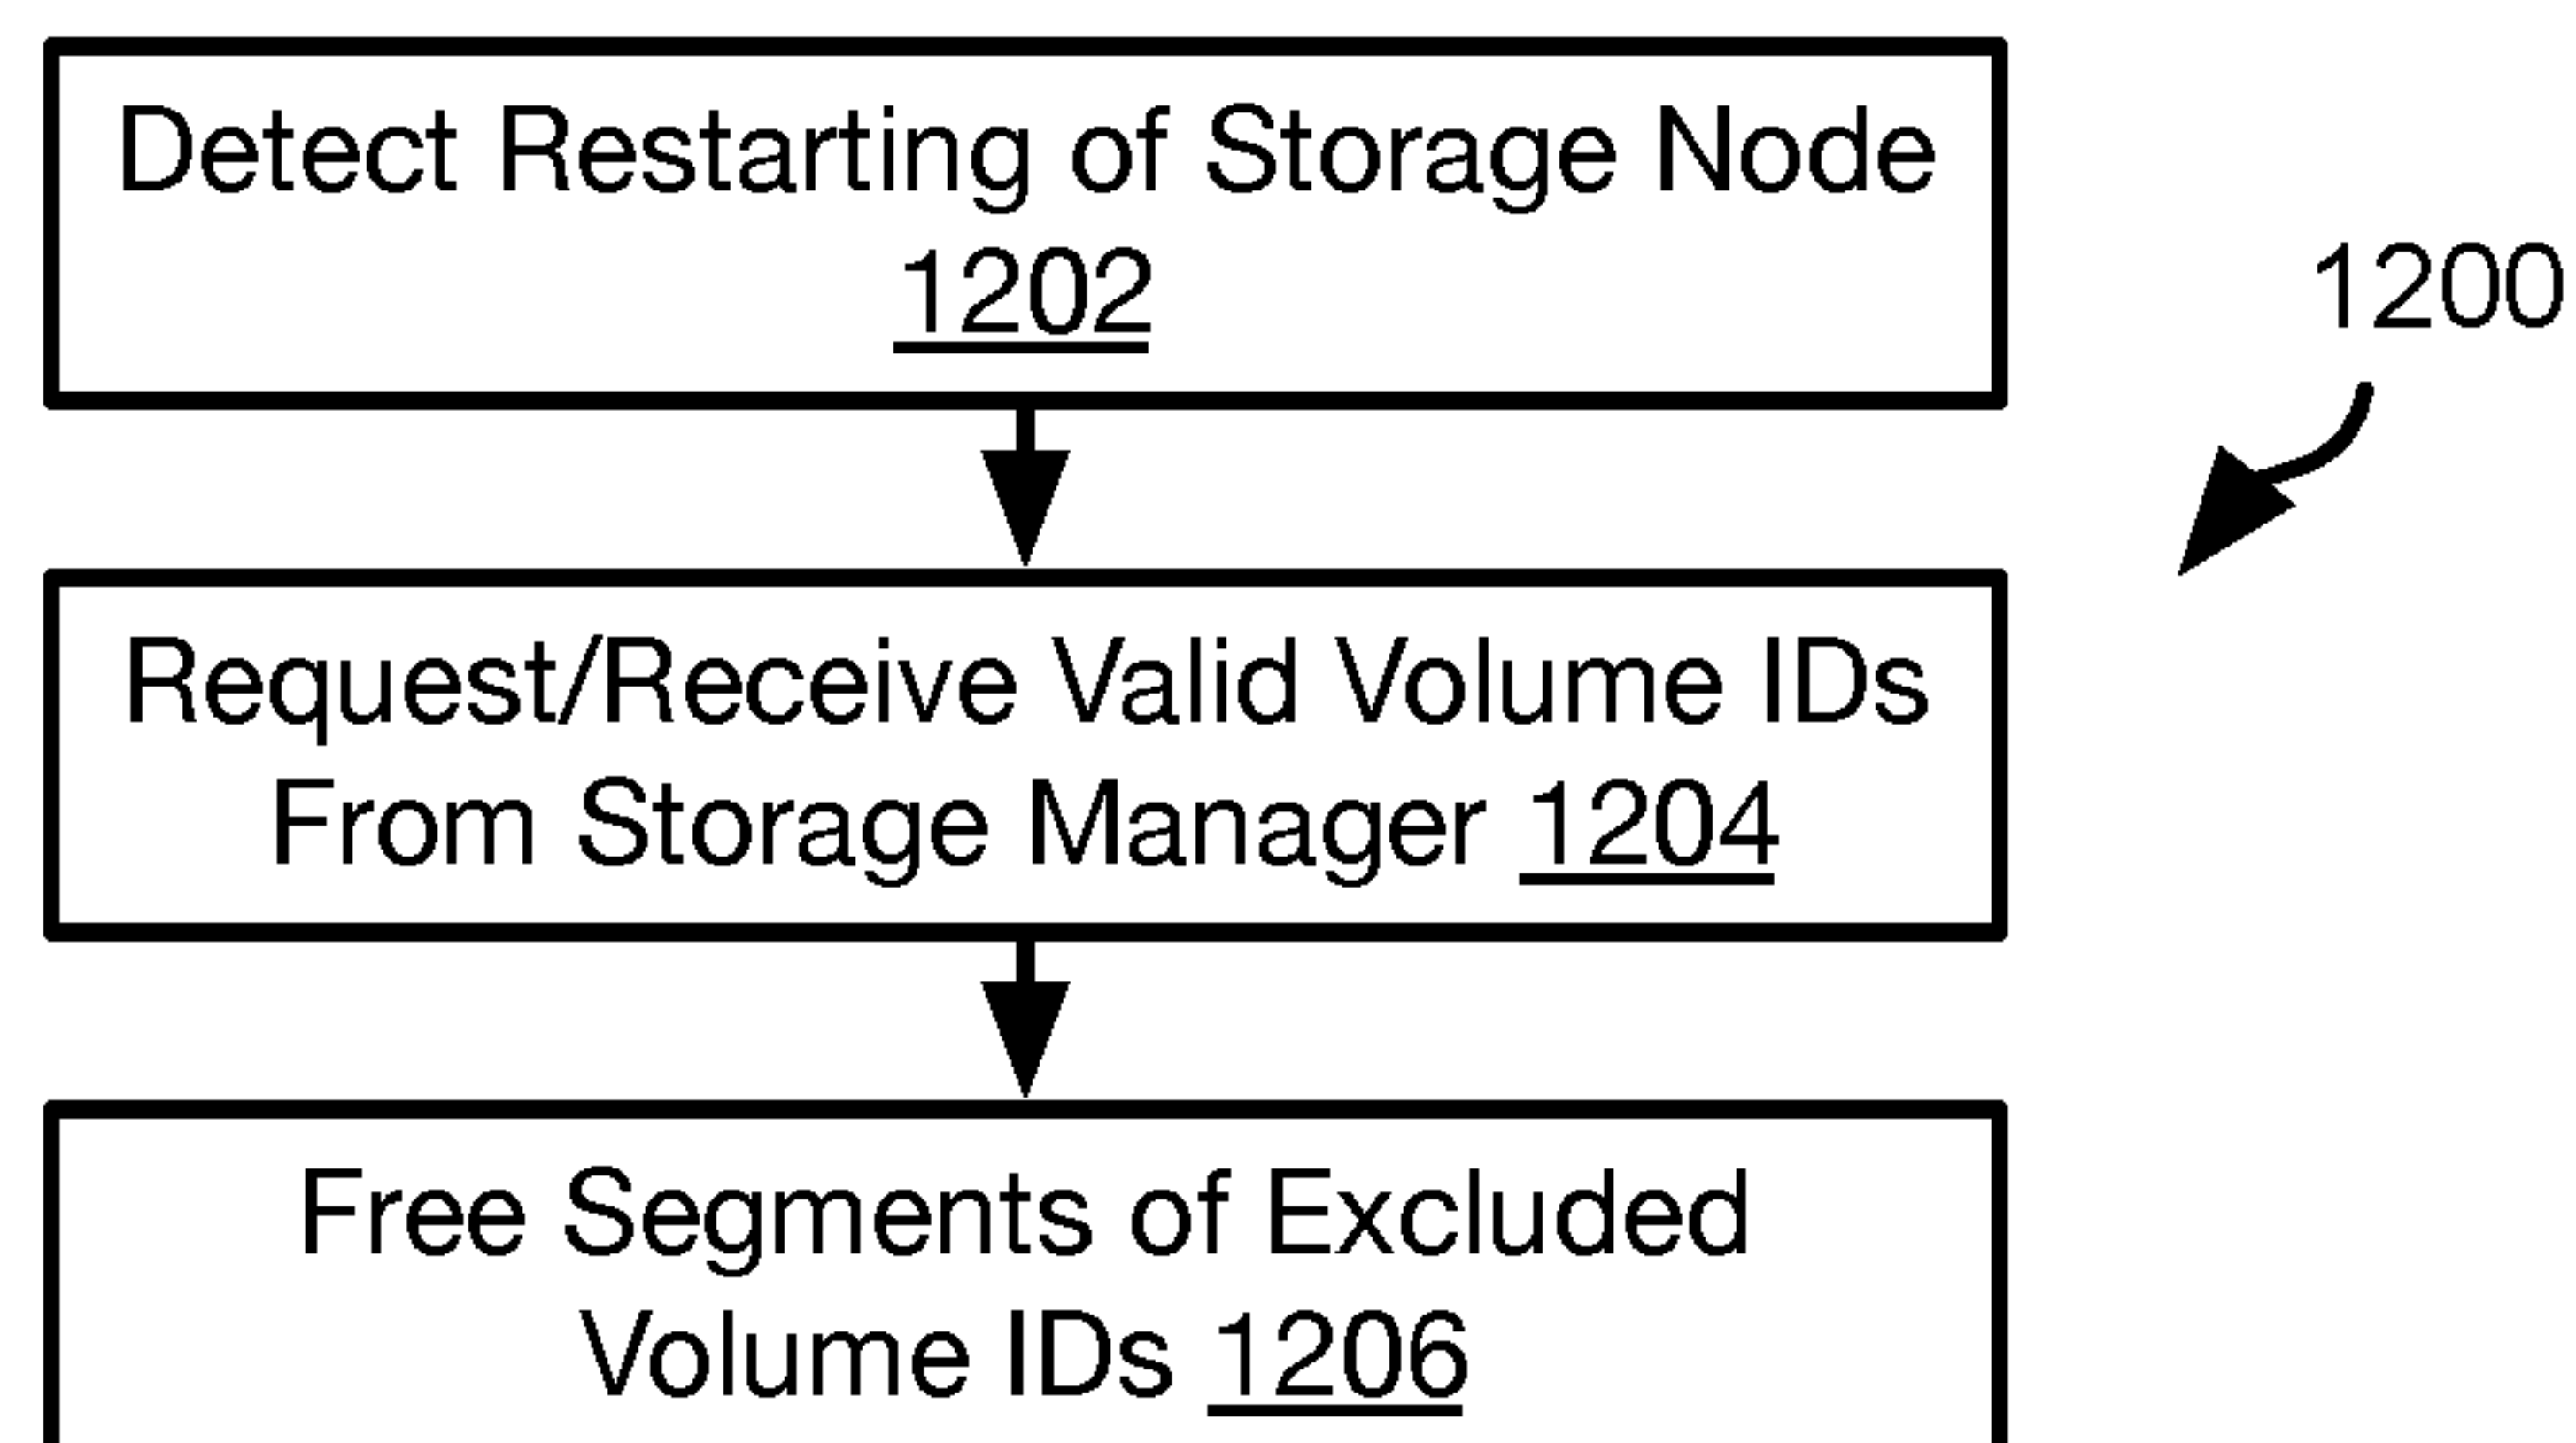 Detect Restarting of Storage Node
1202
1200
Request/Receive Valid Volume IDs
From Storage Manager 1204
Free Segments of Excluded
Volume IDs 1206